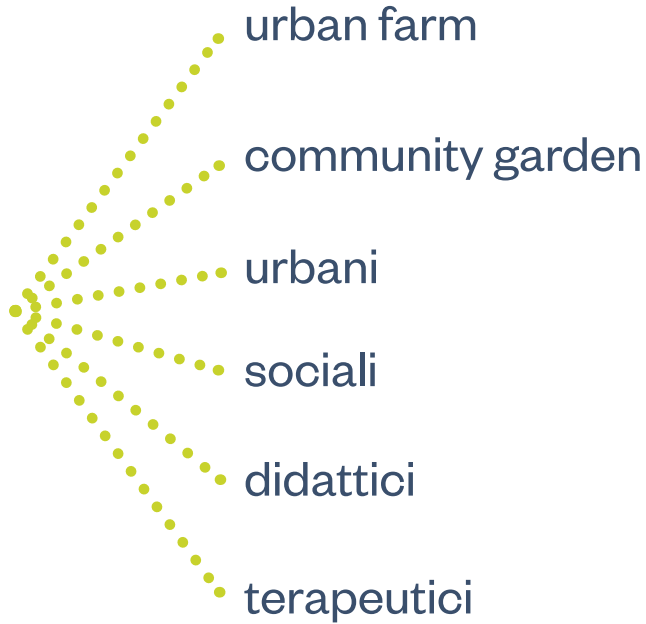 urban farm
community garden
urbani
sociali
didattici
terapeutici